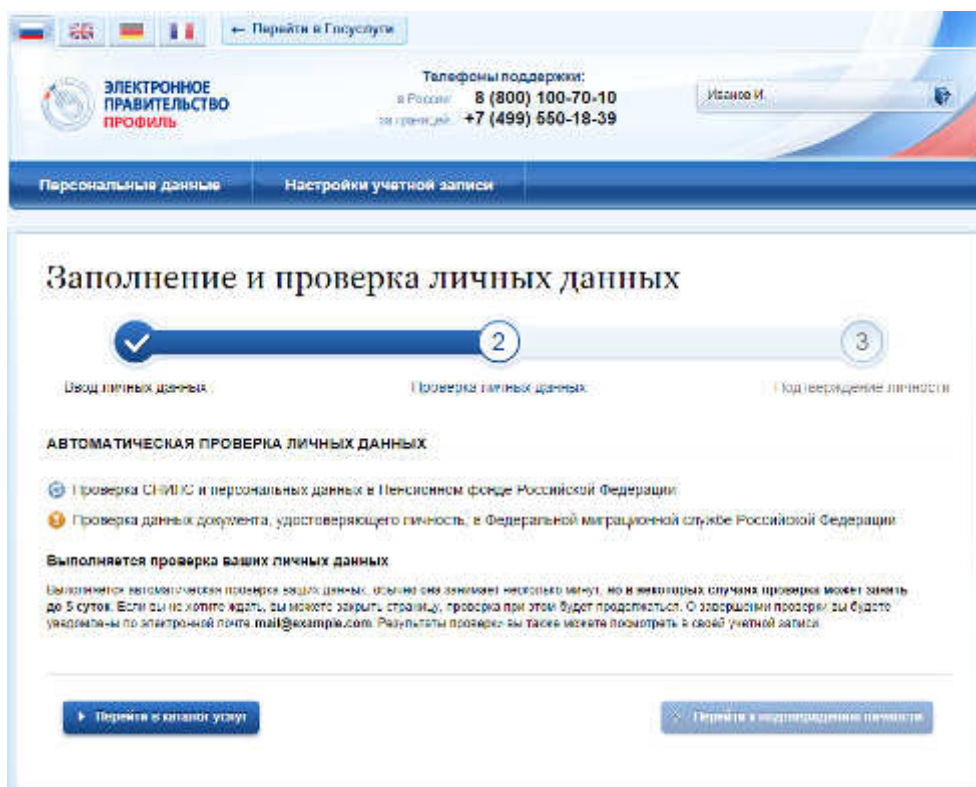 ← Перейти в Госуслуги
ЭЛЕКТРОННОЕ
ПРАВИТЕЛЬСТВО
ПРОФИЛЬ
Телефоны поддержки:
в России: 8 (800) 100-70-10
за границей: +7 (499) 550-18-39
Иванов И.
Персональные данные
Настройки учетной записи
Заполнение и проверка личных данных
2
3
Ввод личных данных
Проверка личных данных
Подтверждение личности
АВТОМАТИЧЕСКАЯ ПРОВЕРКА ЛИЧНЫХ ДАННЫХ
Проверка СНИЛС и персональных данных в Пенсионном фонде Российской Федерации
Проверка данных документа, удостоверяющего личность, в Федеральной миграционной службе Российской Федерации
Выполняется проверка ваших личных данных
Выполняется автоматическая проверка ваших данных, обычно она занимает несколько минут, но в некоторых случаях проверка может занять
до 5 суток. Если вы не хотите ждать, вы можете закрыть страницу, проверка при этом будет продолжаться. О завершении проверки вы будете
уведомлены по электронной почте mail@example.com. Результаты проверки вы также можете посмотреть в своей учетной записи.
Перейти в каталог услуг
Перейти к подтверждению личности